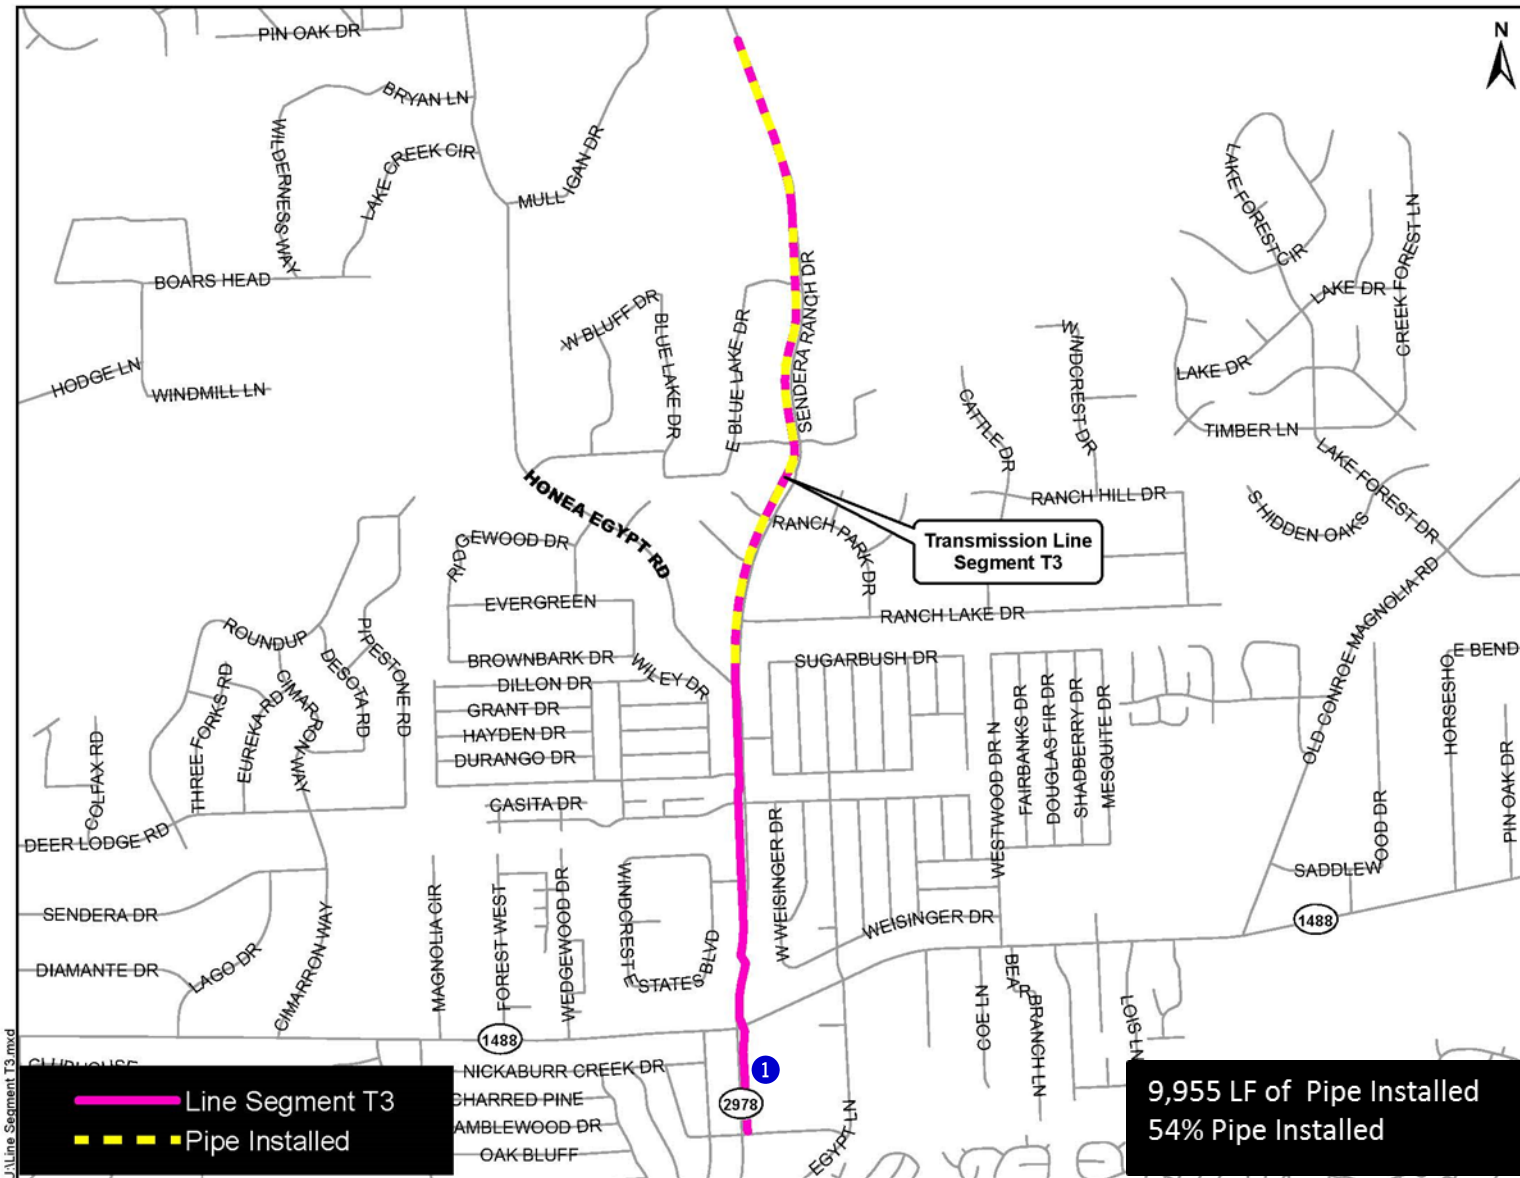 N
PIN OAK DR
BRYAN LN
WILDERNESS WAY
LAKE CREEK CIR
MULLIGAN DR
BOARS HEAD
HODGE LN
WINDMILL LN
W BLUFF DR
BLUE LAKE DR
E BLUE LAKE DR
SENDERA RANCH DR
LAKE FOREST CIR
LAKE DR
CREEK FOREST LN
LAKE DR
TIMBER LN
LAKE FOREST DR
S HIDDEN OAKS
WINDCREST DR
CATTLE DR
RANCH HILL DR
HONEA EGYPT RD
RANCH PARK DR
Transmission Line
Segment T3
RIDGEWOOD DR
EVERGREEN
RANCH LAKE DR
OLD CONROE MAGNOLIA RD
ROUNDUP
PIPESTONE RD
DESOTA RD
CIMARRON WAY
THREE FORKS RD
EUREKA RD
COLFAX RD
BROWNBARK DR
WILEY DR
DILLON DR
GRANT DR
HAYDEN DR
DURANGO DR
CASITA DR
SUGARBUSH DR
WESTWOOD DR N
FAIRBANKS DR
DOUGLAS FIR DR
SHADBERRY DR
MESQUITE DR
HORSESHO
E BEND
PIN OAK DR
SADDLEWOOD DR
DEER LODGE RD
SENDERA DR
DIAMANTE DR
LAGO DR
CIMARRON WAY
MAGNOLIA CIR
FOREST WEST
WEDGEWOOD DR
WINDCREST ESTATES BLVD
W WEISINGER DR
WEISINGER DR
1488
COE LN
BEAR BRANCH LN
LOIS LN
1488
NICKABURR CREEK DR
1
2978
CHARRED PINE
AMBLEWOOD DR
OAK BLUFF
EGYPT LN
Line Segment T3
Pipe Installed
9,955 LF of Pipe Installed
54% Pipe Installed
J:\Line Segment T3.mxd